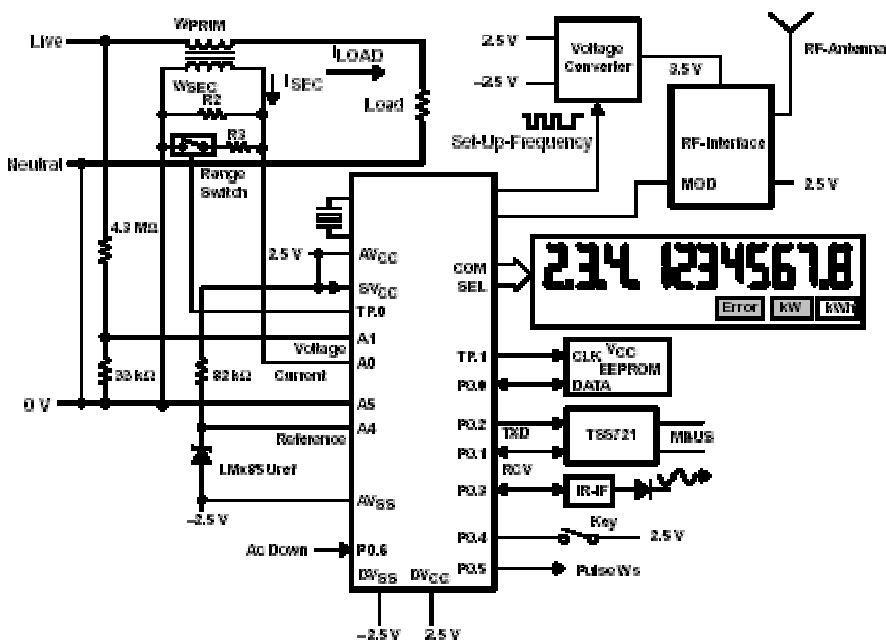 WPRIM
Live
ILOAD
ISEC
WSEC
R2
Load
R3
Neutral
Range
Switch
2.5 V
-2.5 V
Voltage
Converter
3.5 V
RF-Antenna
Set-Up-Frequency
RF-Interface
MOD
2.5 V
4.3 MΩ
2.5 V
AVCC
SVCC
TP.0
A1
Voltage
A0
33 kΩ
82 kΩ
Current
0 V
A5
A4
Reference
LMx85 Uref
AVSS
-2.5 V
Ac Down
P0.6
DVSS
DVCC
-2.5 V
2.5 V
COM
SEL
2.3.4. 1234567.8
Error
kW
kWh
TP.1
CLK
VCC
EEPROM
P0.0
DATA
P0.2
TXD
TSS721
MBUS
P0.1
RCV
P0.3
IR-IF
Key
P0.4
2.5 V
P0.5
Pulse Ws